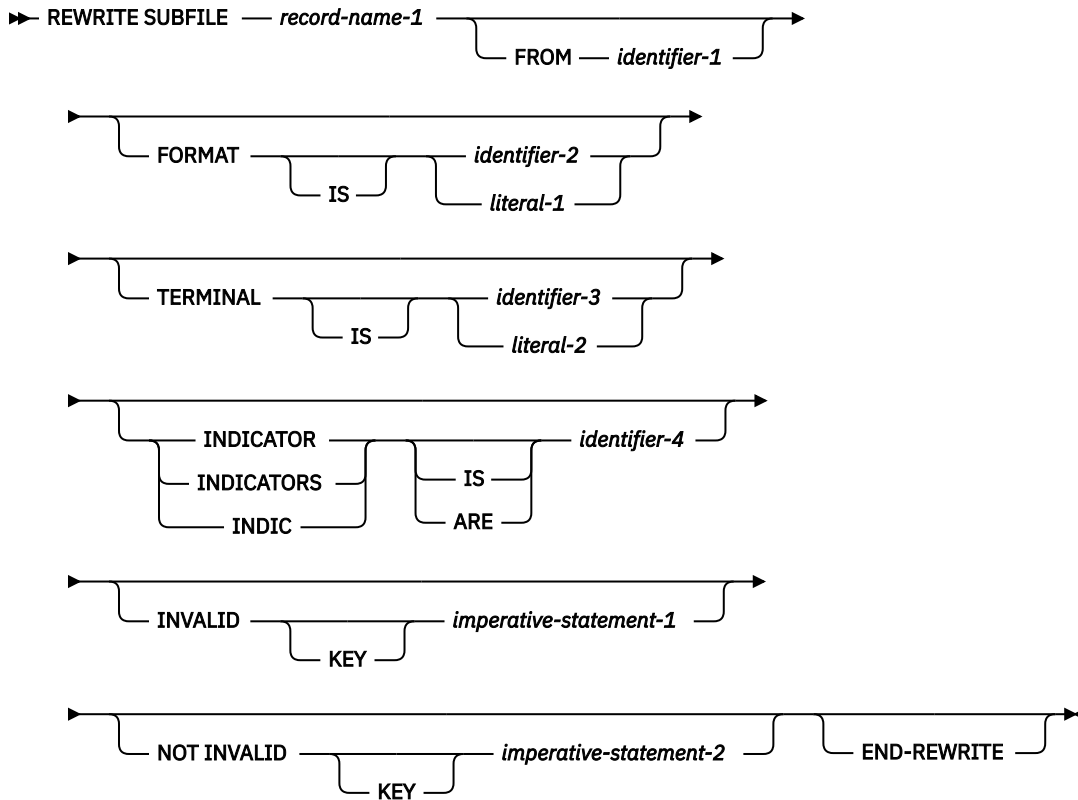 REWRITE SUBFILE record-name-1
FROM identifier-1
FORMAT identifier-2
IS literal-1
TERMINAL identifier-3
IS literal-2
INDICATOR identifier-4
INDICATORS IS
INDIC ARE
INVALID imperative-statement-1
KEY
NOT INVALID imperative-statement-2 END-REWRITE
KEY